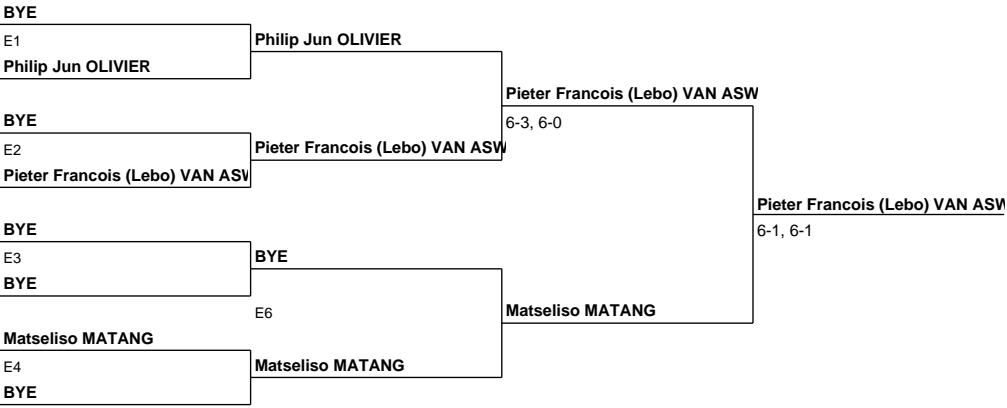 BYE
E1
Philip Jun OLIVIER
Philip Jun OLIVIER
Pieter Francois (Lebo) VAN ASW
6-3, 6-0
BYE
E2
Pieter Francois (Lebo) VAN ASW
Pieter Francois (Lebo) VAN ASW
Pieter Francois (Lebo) VAN ASW
6-1, 6-1
BYE
E3
BYE
BYE
E6
Matseliso MATANG
Matseliso MATANG
E4
BYE
Matseliso MATANG